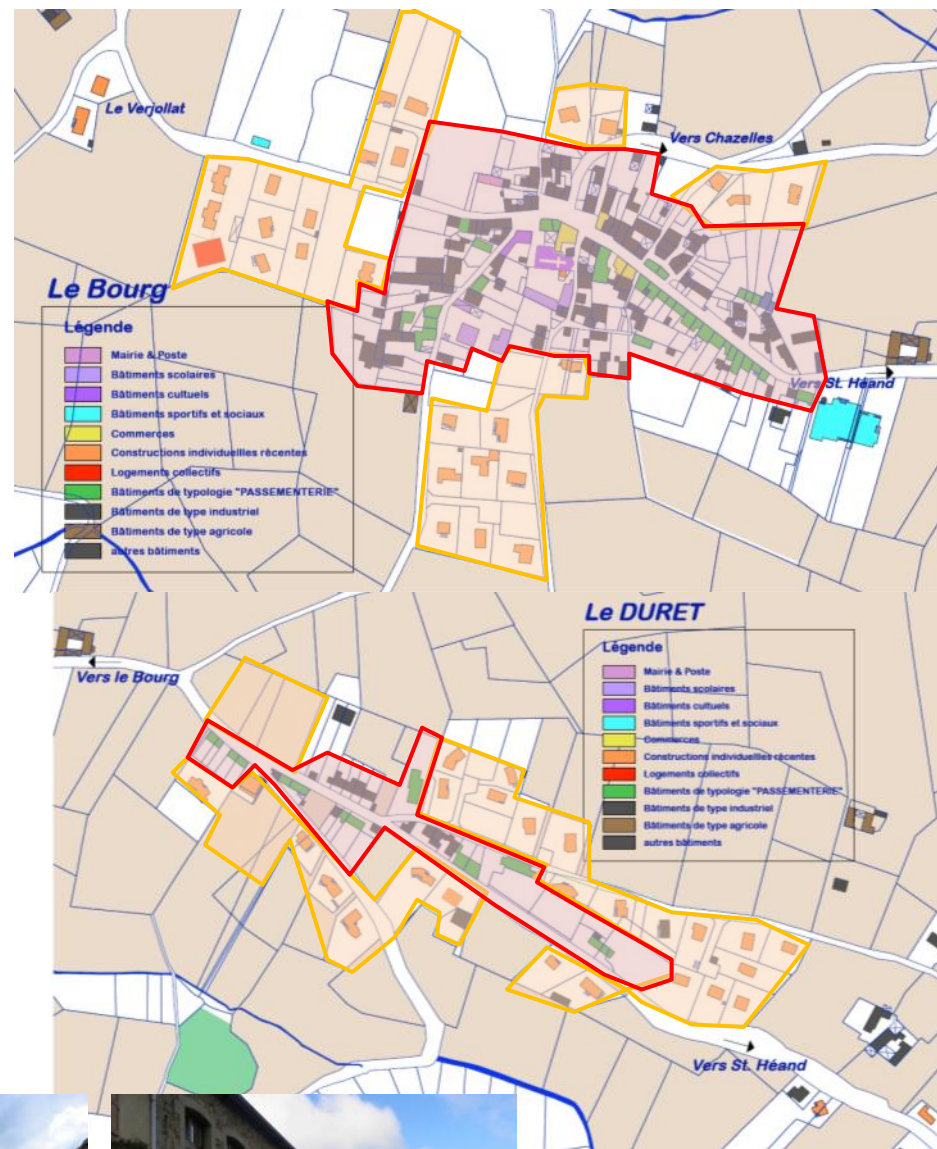 Le Verjollat
Vers Chazelles
Le Bourg
Légende
Mairie & Poste
Bâtiments scolaires
Bâtiments cultuels
Bâtiments sportifs et sociaux
Commerces
Constructions individuellles récentes
Logements collectifs
Bâtiments de typologie "PASSEMENTERIE"
Bâtiments de type industriel
Bâtiments de type agricole
autres bâtiments
Vers St. Héand
Le DURET
Légende
Mairie & Poste
Bâtiments scolaires
Bâtiments cultuels
Bâtiments sportifs et sociaux
Commerces
Constructions individuellles récentes
Logements collectifs
Bâtiments de typologie "PASSEMENTERIE"
Bâtiments de type industriel
Bâtiments de type agricole
autres bâtiments
Vers le Bourg
Vers St. Héand